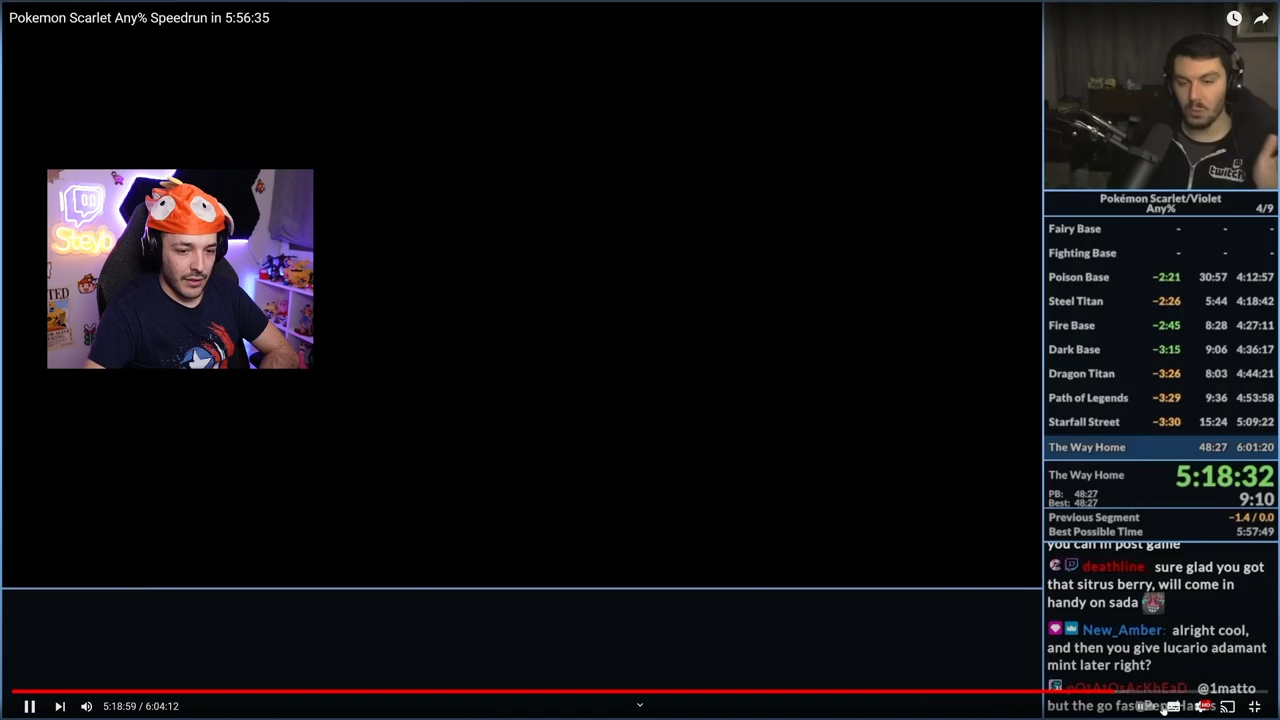 Pokemon Scarlet Any% Speedrun in 5:56:35
Steyb
TED
twitch
Pokémon Scarlet/Violet
Any% 4/9
Fairy Base - - -
Fighting Base - - -
Poison Base −2:21 30:57 4:12:57
Steel Titan −2:26 5:44 4:18:42
Fire Base −2:45 8:28 4:27:11
Dark Base −3:15 9:06 4:36:17
Dragon Titan −3:26 8:03 4:44:21
Path of Legends −3:29 9:36 4:53:58
Starfall Street −3:30 15:24 5:09:22
The Way Home 48:27 6:01:20
The Way Home 5:18:32
PB: 48:27
Best: 48:27 9:10
Previous Segment −1.4 / 0.0
Best Possible Time 5:57:49
you can in post game
deathline sure glad you got
that sitrus berry, will come in
handy on sada
New_Amber: alright cool,
and then you give lucario adamant
mint later right?
@1matto
but the go fast
5:18:59 / 6:04:12